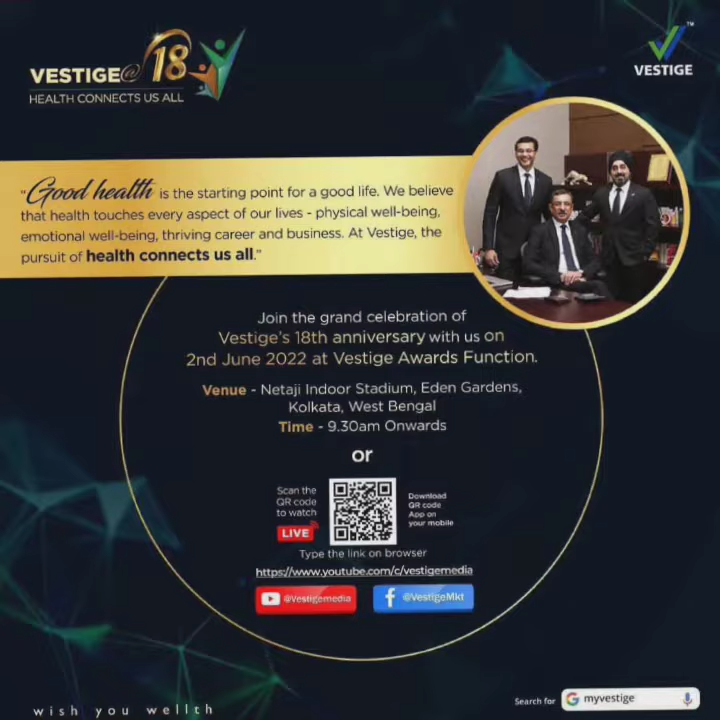 VESTIGE@18
HEALTH CONNECTS US ALL
TM
VESTIGE
"Good health is the starting point for a good life. We believe
that health touches every aspect of our lives - physical well-being,
emotional well-being, thriving career and business. At Vestige, the
pursuit of health connects us all."
Join the grand celebration of
Vestige's 18th anniversary with us on
2nd June 2022 at Vestige Awards Function.
Venue - Netaji Indoor Stadium, Eden Gardens,
Kolkata, West Bengal
Time - 9.30am Onwards
or
Scan the
QR code
to watch
LIVE
Download
QR code
App on
your mobile
Type the link on browser
https://www.youtube.com/c/vestigemedia
@Vestigemedia
f @VestigeMkt
wish you wellth
Search for G myvestige